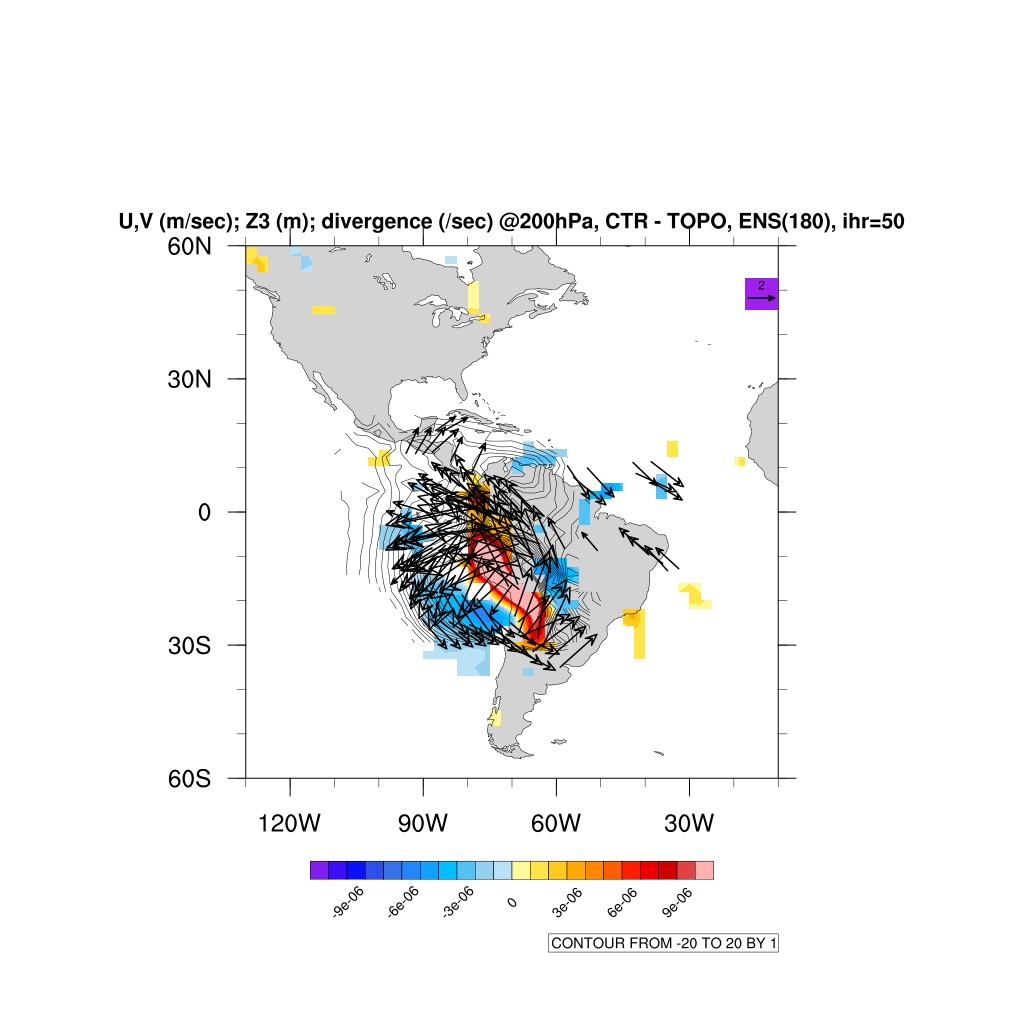 U,V (m/sec); Z3 (m); divergence (/sec) @200hPa, CTR - TOPO, ENS(180), ihr=50
60N
2
30N
0
30S
60S
120W 90W 60W 30W
-9e-06 -6e-06 -3e-06 0 3e-06 6e-06 9e-06
CONTOUR FROM -20 TO 20 BY 1